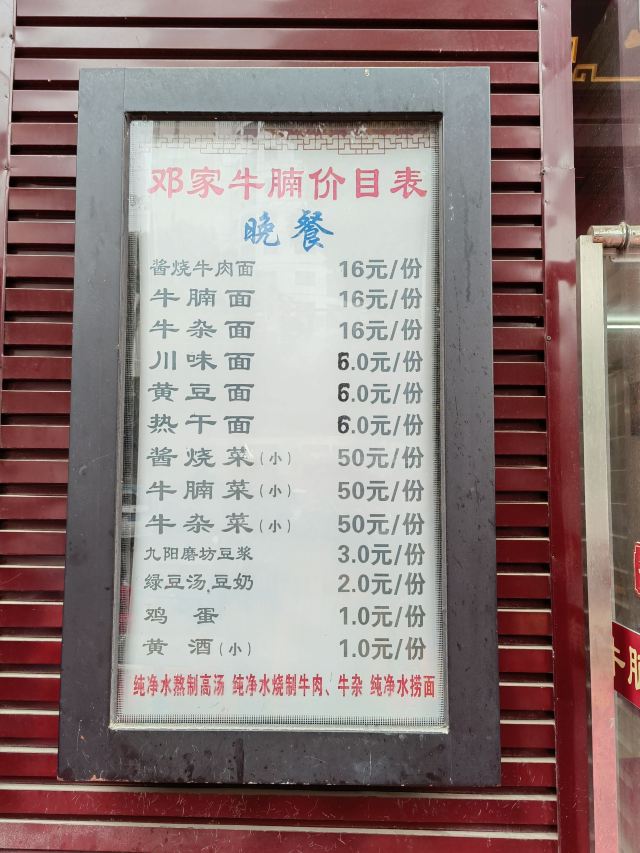 邓家牛腩价目表
晚餐
酱烧牛肉面 16元/份
牛腩面 16元/份
牛杂面 16元/份
川味面 6.0元/份
黄豆面 6.0元/份
热干面 6.0元/份
酱烧菜(小) 50元/份
牛腩菜(小) 50元/份
牛杂菜(小) 50元/份
九阳磨坊豆浆 3.0元/份
绿豆汤,豆奶 2.0元/份
鸡蛋 1.0元/份
黄酒(小) 1.0元/份
纯净水熬制高汤 纯净水烧制牛肉、牛杂 纯净水捞面